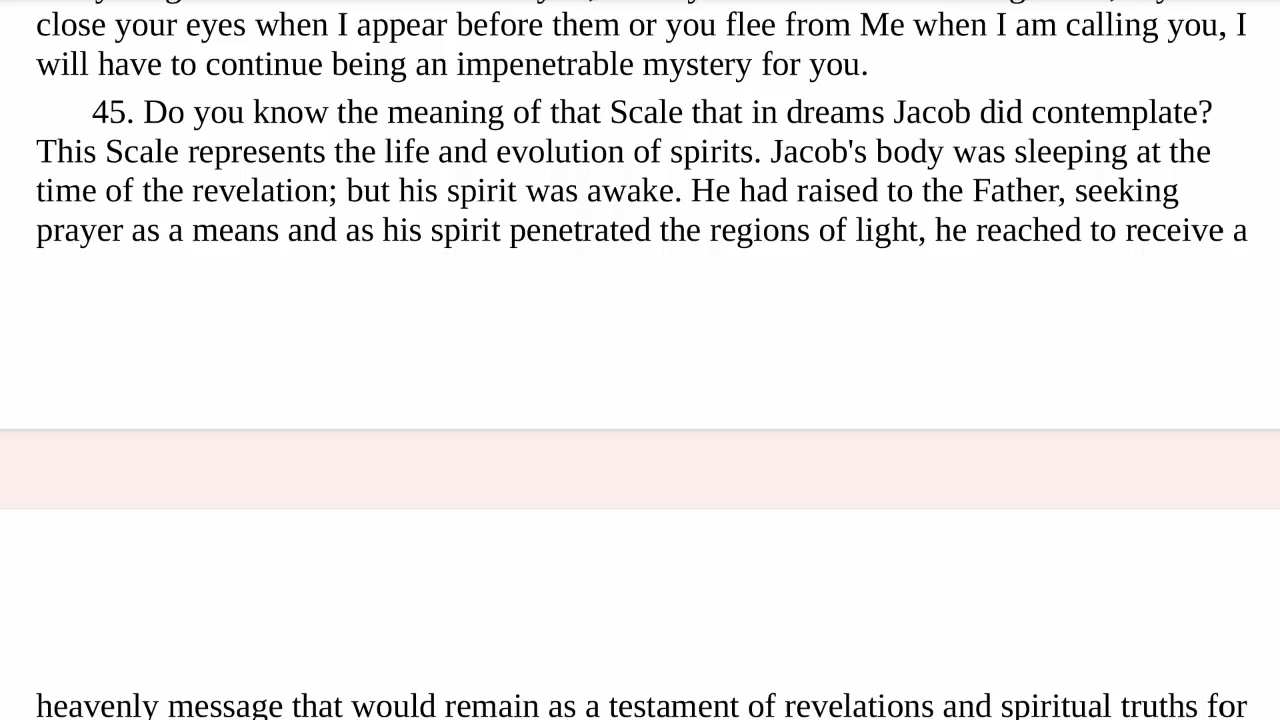 close your eyes when I appear before them or you flee from Me when I am calling you, I
will have to continue being an impenetrable mystery for you.
45. Do you know the meaning of that Scale that in dreams Jacob did contemplate?
This Scale represents the life and evolution of spirits. Jacob's body was sleeping at the
time of the revelation; but his spirit was awake. He had raised to the Father, seeking
prayer as a means and as his spirit penetrated the regions of light, he reached to receive a
heavenly message that would remain as a testament of revelations and spiritual truths for